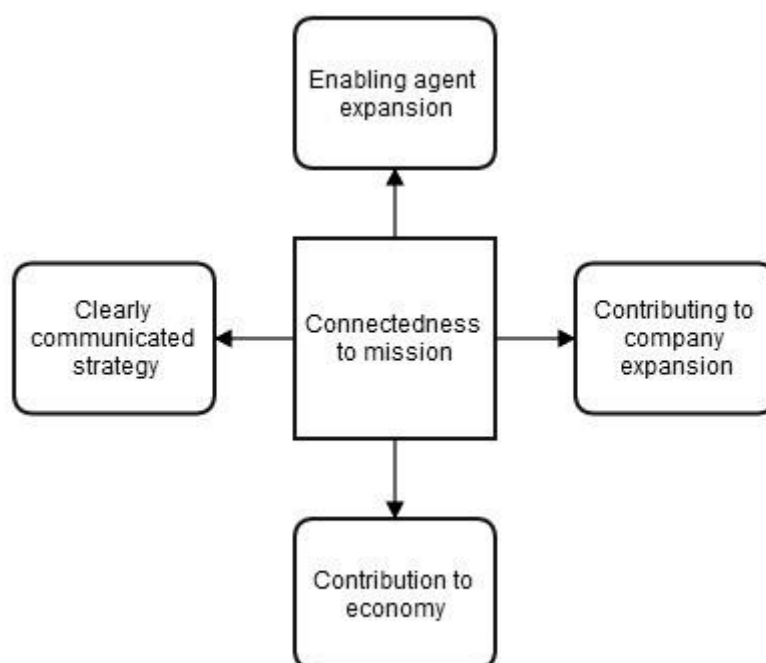 Enabling agent
expansion
Clearly
communicated
strategy
Connectedness
to mission
Contributing to
company
expansion
Contribution to
economy